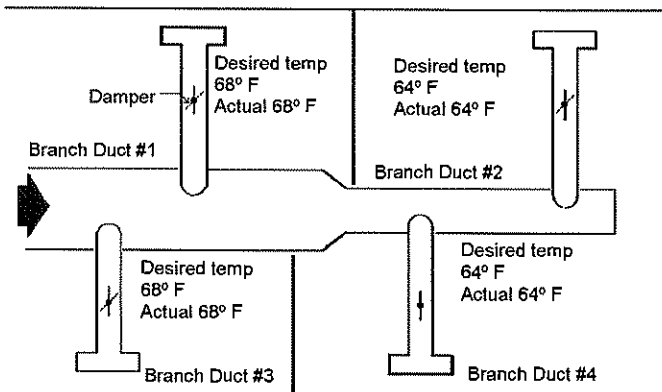 Desired temp
68° F
Actual 68° F
Damper
Branch Duct #1
Desired temp
64° F
Actual 64° F
Branch Duct #2
Desired temp
68° F
Actual 68° F
Branch Duct #3
Desired temp
64° F
Actual 64° F
Branch Duct #4